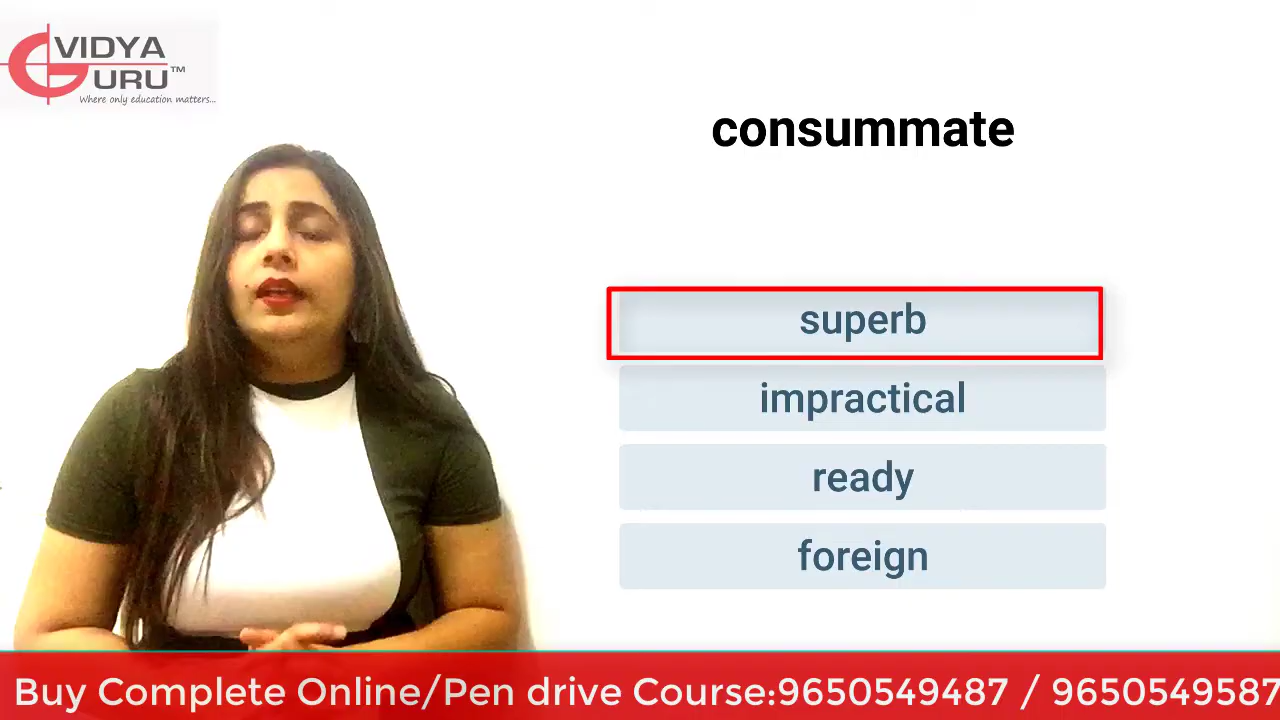 VIDYA
GURU™
Where only education matters...
consummate
superb
impractical
ready
foreign
Buy Complete Online/Pen drive Course:9650549487 / 9650549587